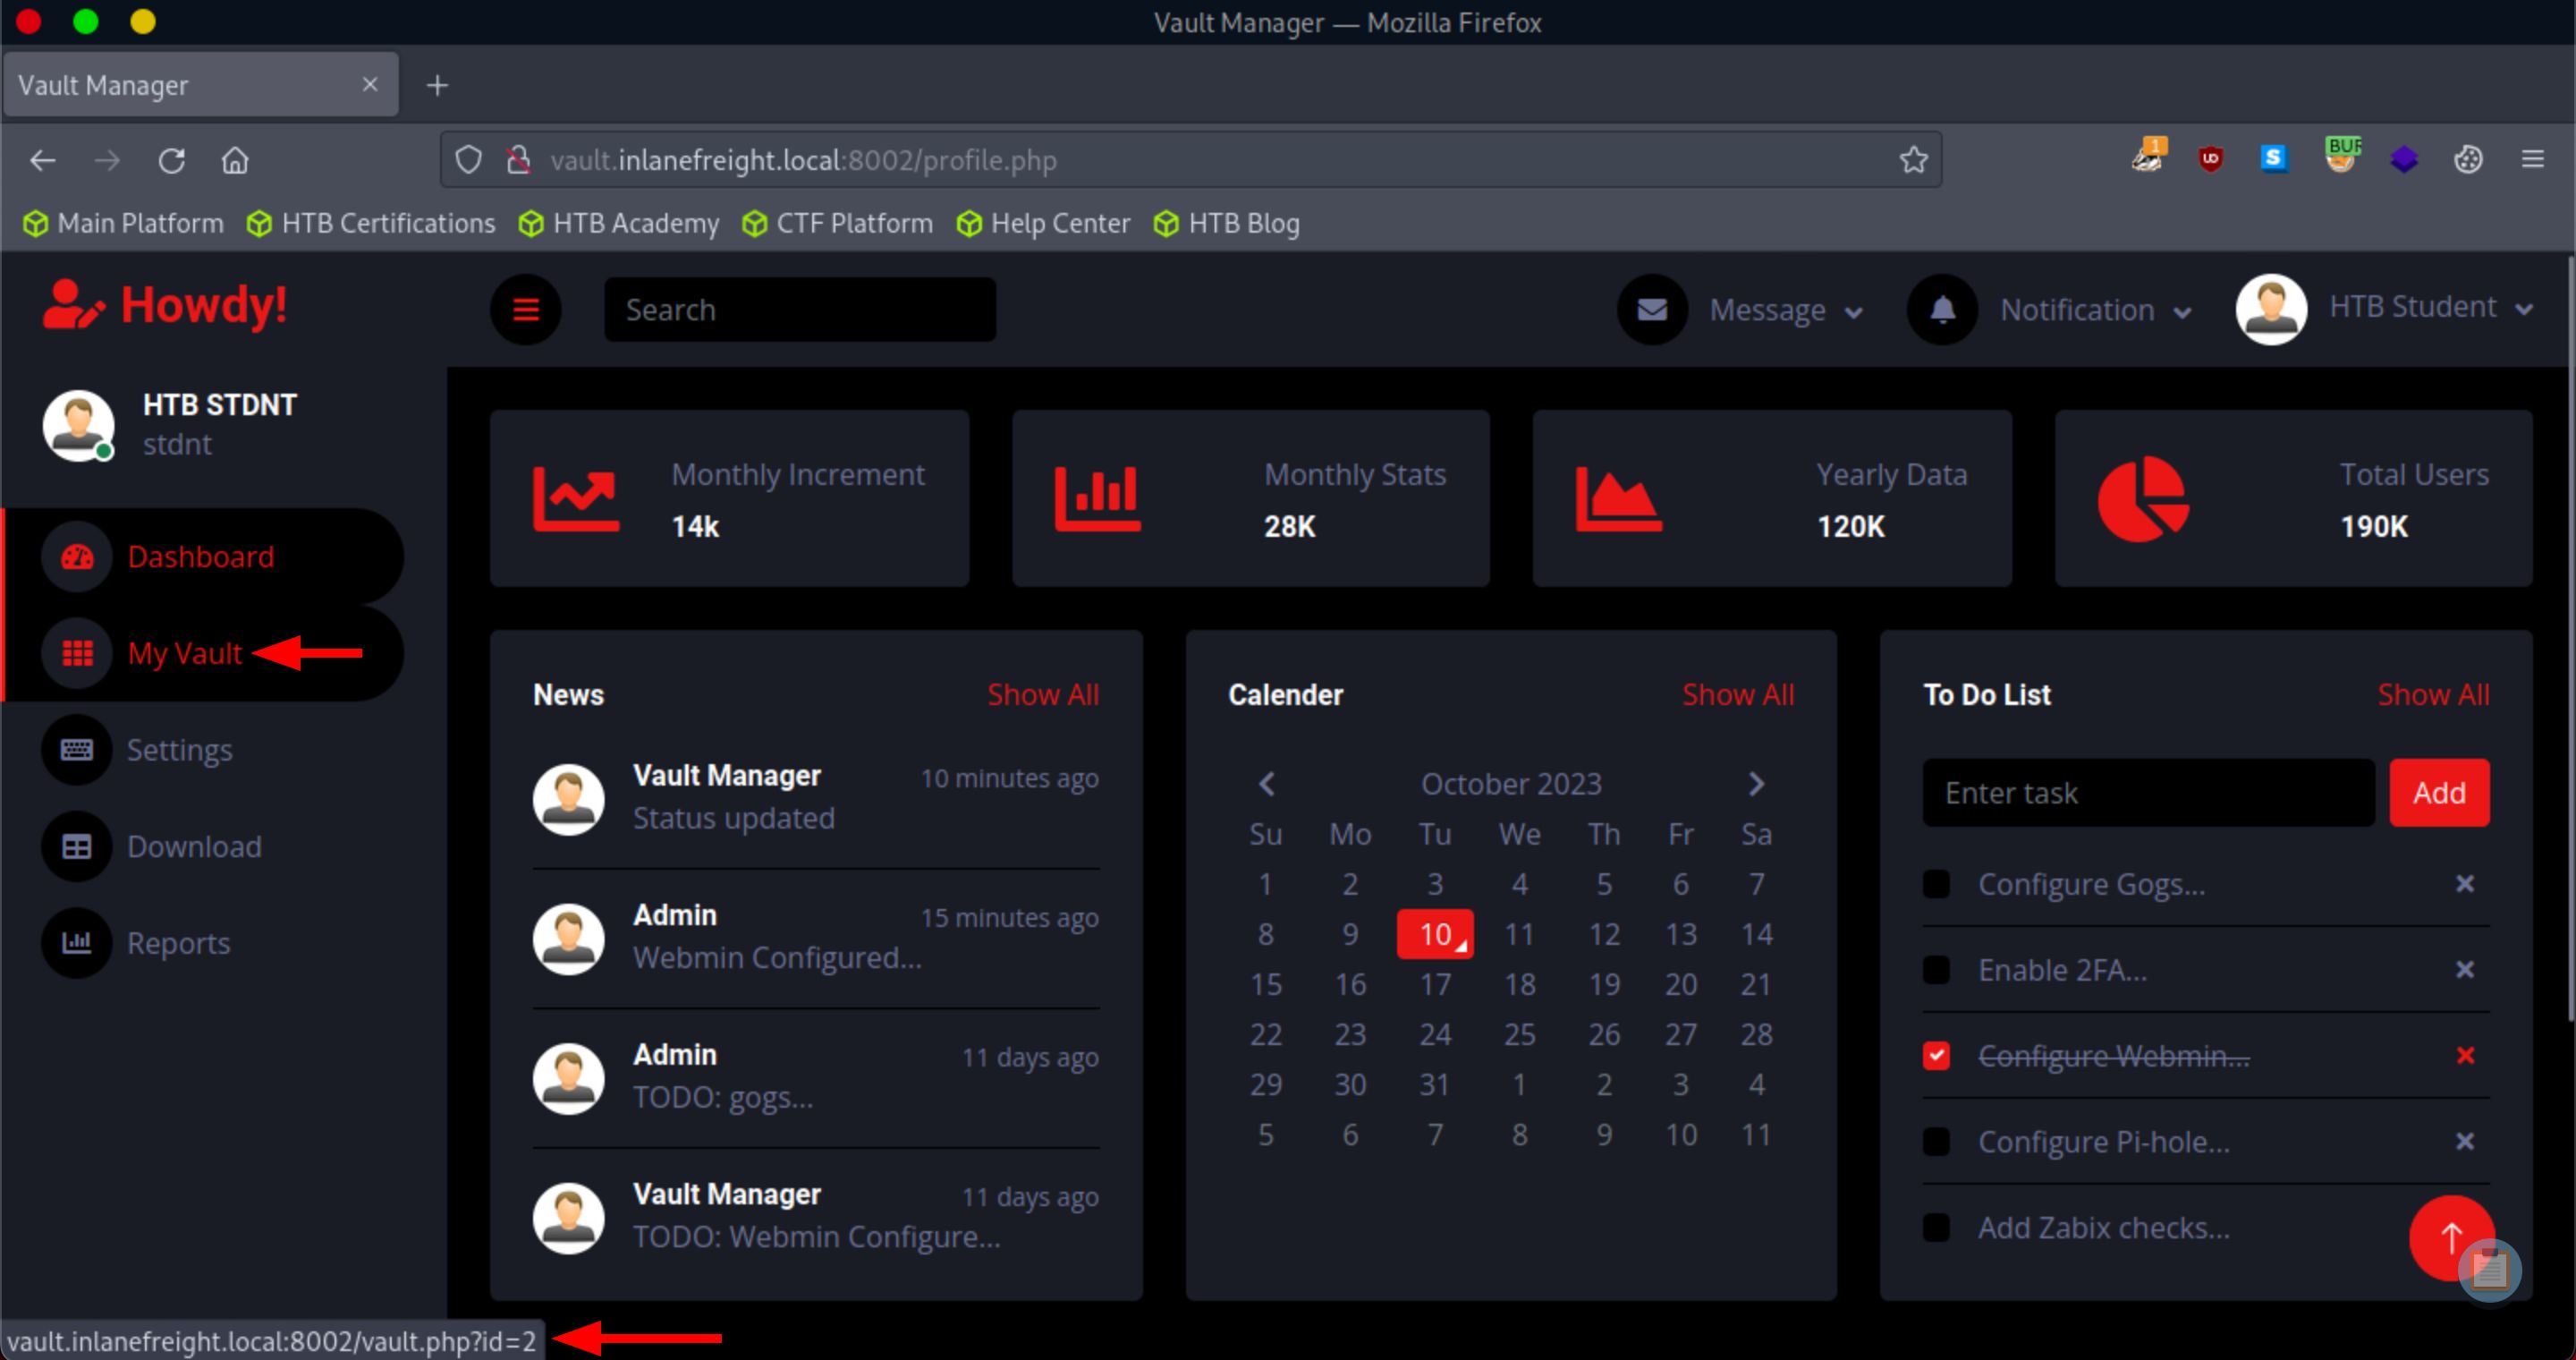 Vault Manager — Mozilla Firefox
Vault Manager
vault.inlanefreight.local:8002/profile.php
1
UD
S
BUR
Main Platform HTB Certifications HTB Academy CTF Platform Help Center HTB Blog
Howdy!
Search
Message
Notification
HTB Student
HTB STDNT
stdnt
Dashboard
My Vault
Settings
Download
Reports
Monthly Increment
14k
Monthly Stats
28K
Yearly Data
120K
Total Users
190K
News Show All
Vault Manager 10 minutes ago
Status updated
Admin 15 minutes ago
Webmin Configured...
Admin 11 days ago
TODO: gogs...
Vault Manager 11 days ago
TODO: Webmin Configure...
Calender Show All
October 2023
Su Mo Tu We Th Fr Sa
1 2 3 4 5 6 7
8 9 10 11 12 13 14
15 16 17 18 19 20 21
22 23 24 25 26 27 28
29 30 31 1 2 3 4
5 6 7 8 9 10 11
To Do List Show All
Enter task Add
Configure Gogs...
Enable 2FA...
Configure Webmin...
Configure Pi-hole...
Add Zabix checks...
vault.inlanefreight.local:8002/vault.php?id=2